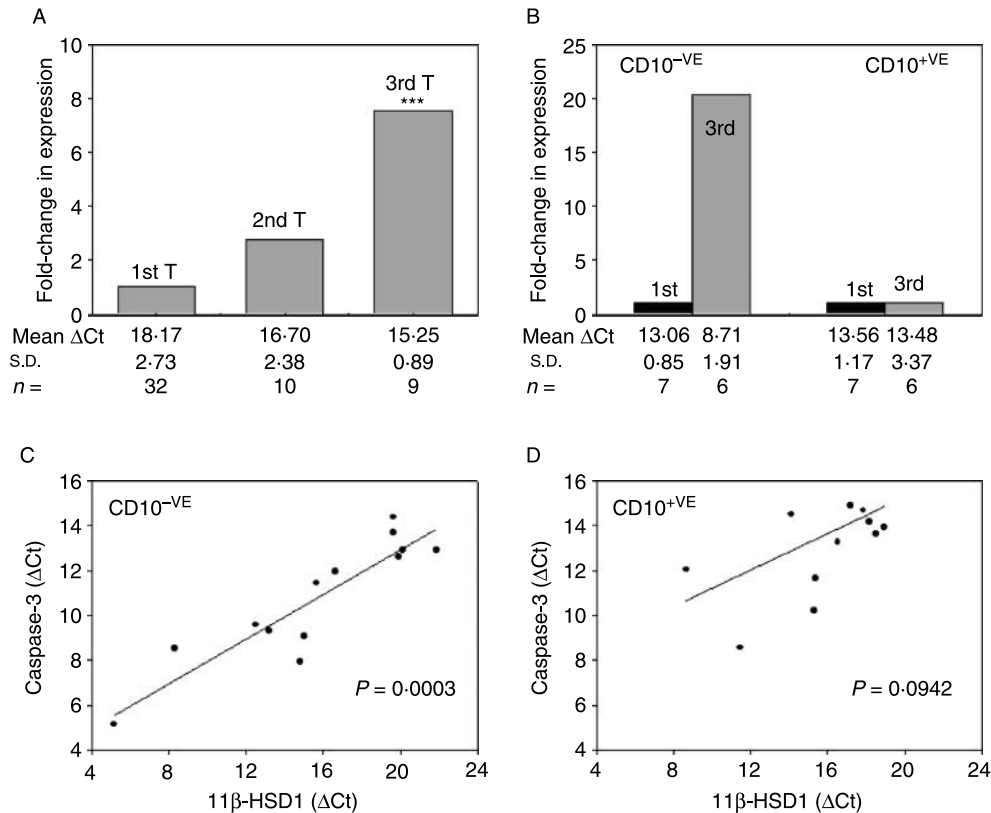 A
Fold-change in expression
10
8
6
4
2
0
1st T
2nd T
3rd T
***
Mean ΔCt 18·17 16·70 15·25
S.D. 2·73 2·38 0·89
n = 32 10 9
B
Fold-change in expression
25
20
15
10
5
0
CD10−VE CD10+VE
1st 3rd 1st 3rd
Mean ΔCt 13·06 8·71 13·56 13·48
S.D. 0·85 1·91 1·17 3·37
n = 7 6 7 6
C
Caspase-3 (ΔCt)
16
14
12
10
8
6
4
CD10−VE
P = 0·0003
4 8 12 16 20 24
11β-HSD1 (ΔCt)
D
Caspase-3 (ΔCt)
16
14
12
10
8
6
4
CD10+VE
P = 0·0942
4 8 12 16 20 24
11β-HSD1 (ΔCt)